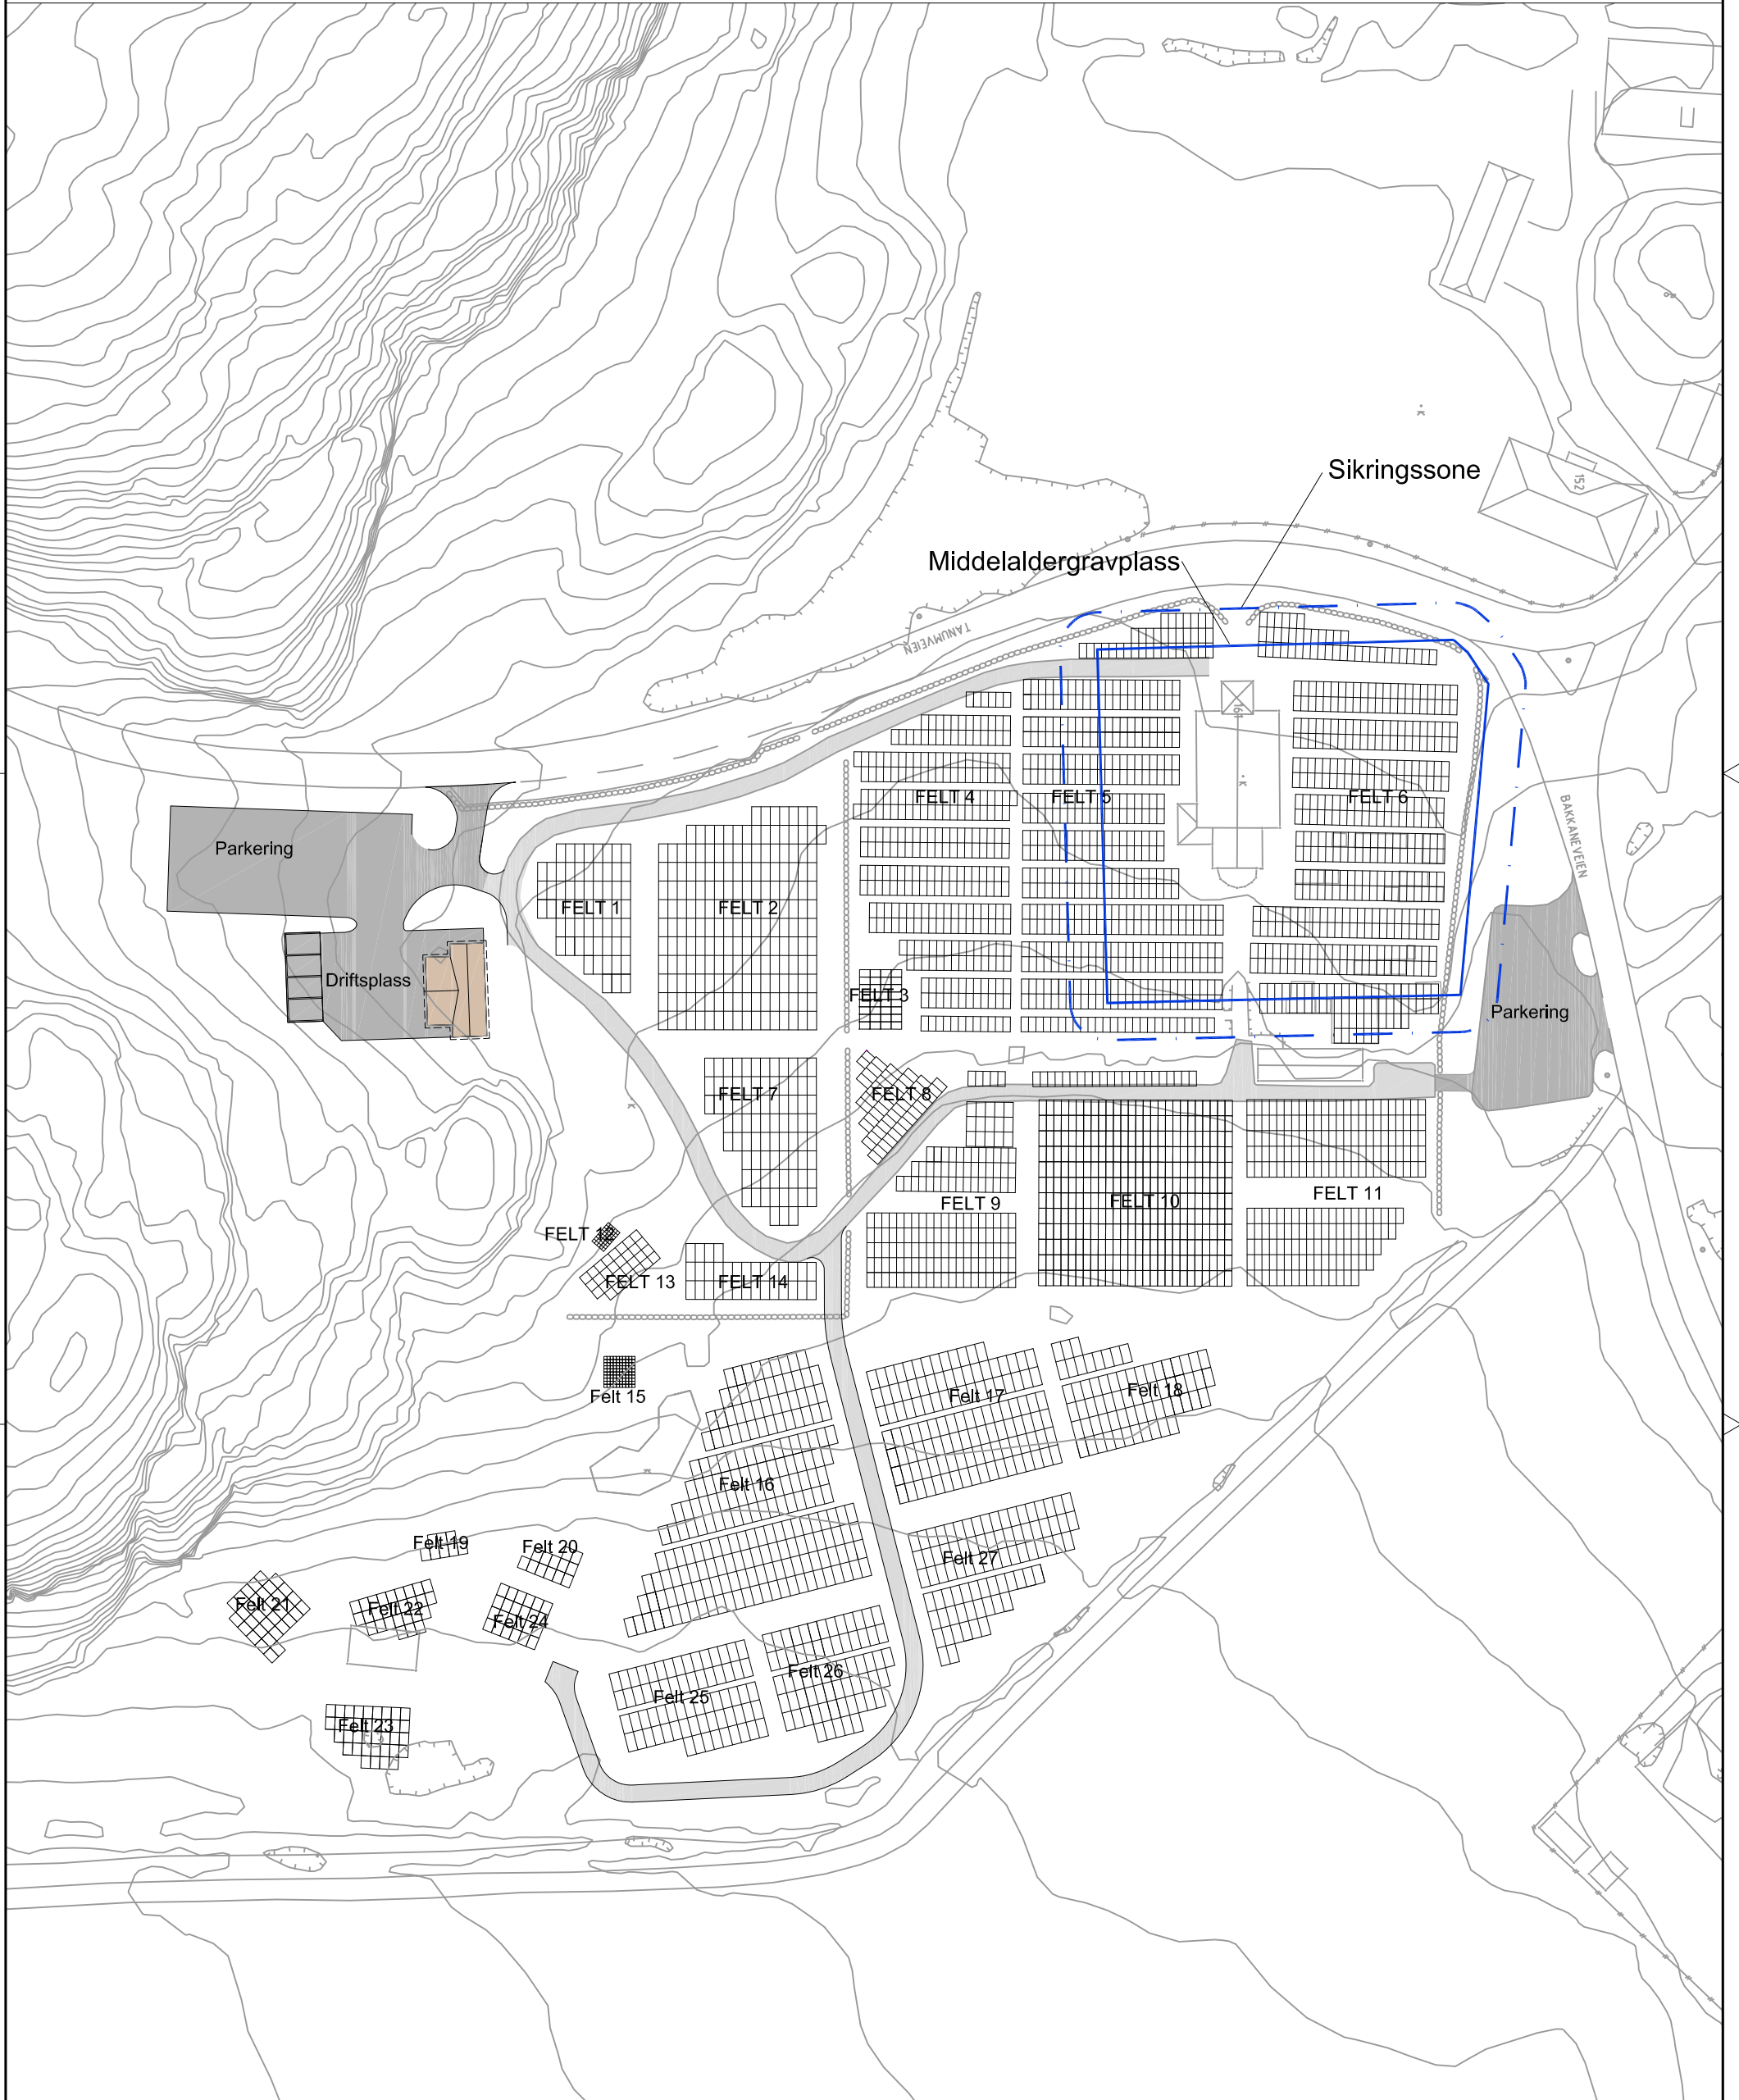 Sikringssone
152
Middelaldergravplass
TANUMVEIEN
161
FELT 4
FELT 5
FELT 6
BAKKANEVEIEN
Parkering
FELT 1
FELT 2
Driftsplass
FELT 3
Parkering
FELT 7
FELT 8
FELT 9
FELT 10
FELT 11
FELT 12
FELT 13
FELT 14
Felt 15
Felt 17
Felt 18
Felt 16
Felt 19
Felt 20
Felt 27
Felt 21
Felt 22
Felt 24
Felt 26
Felt 25
Felt 23